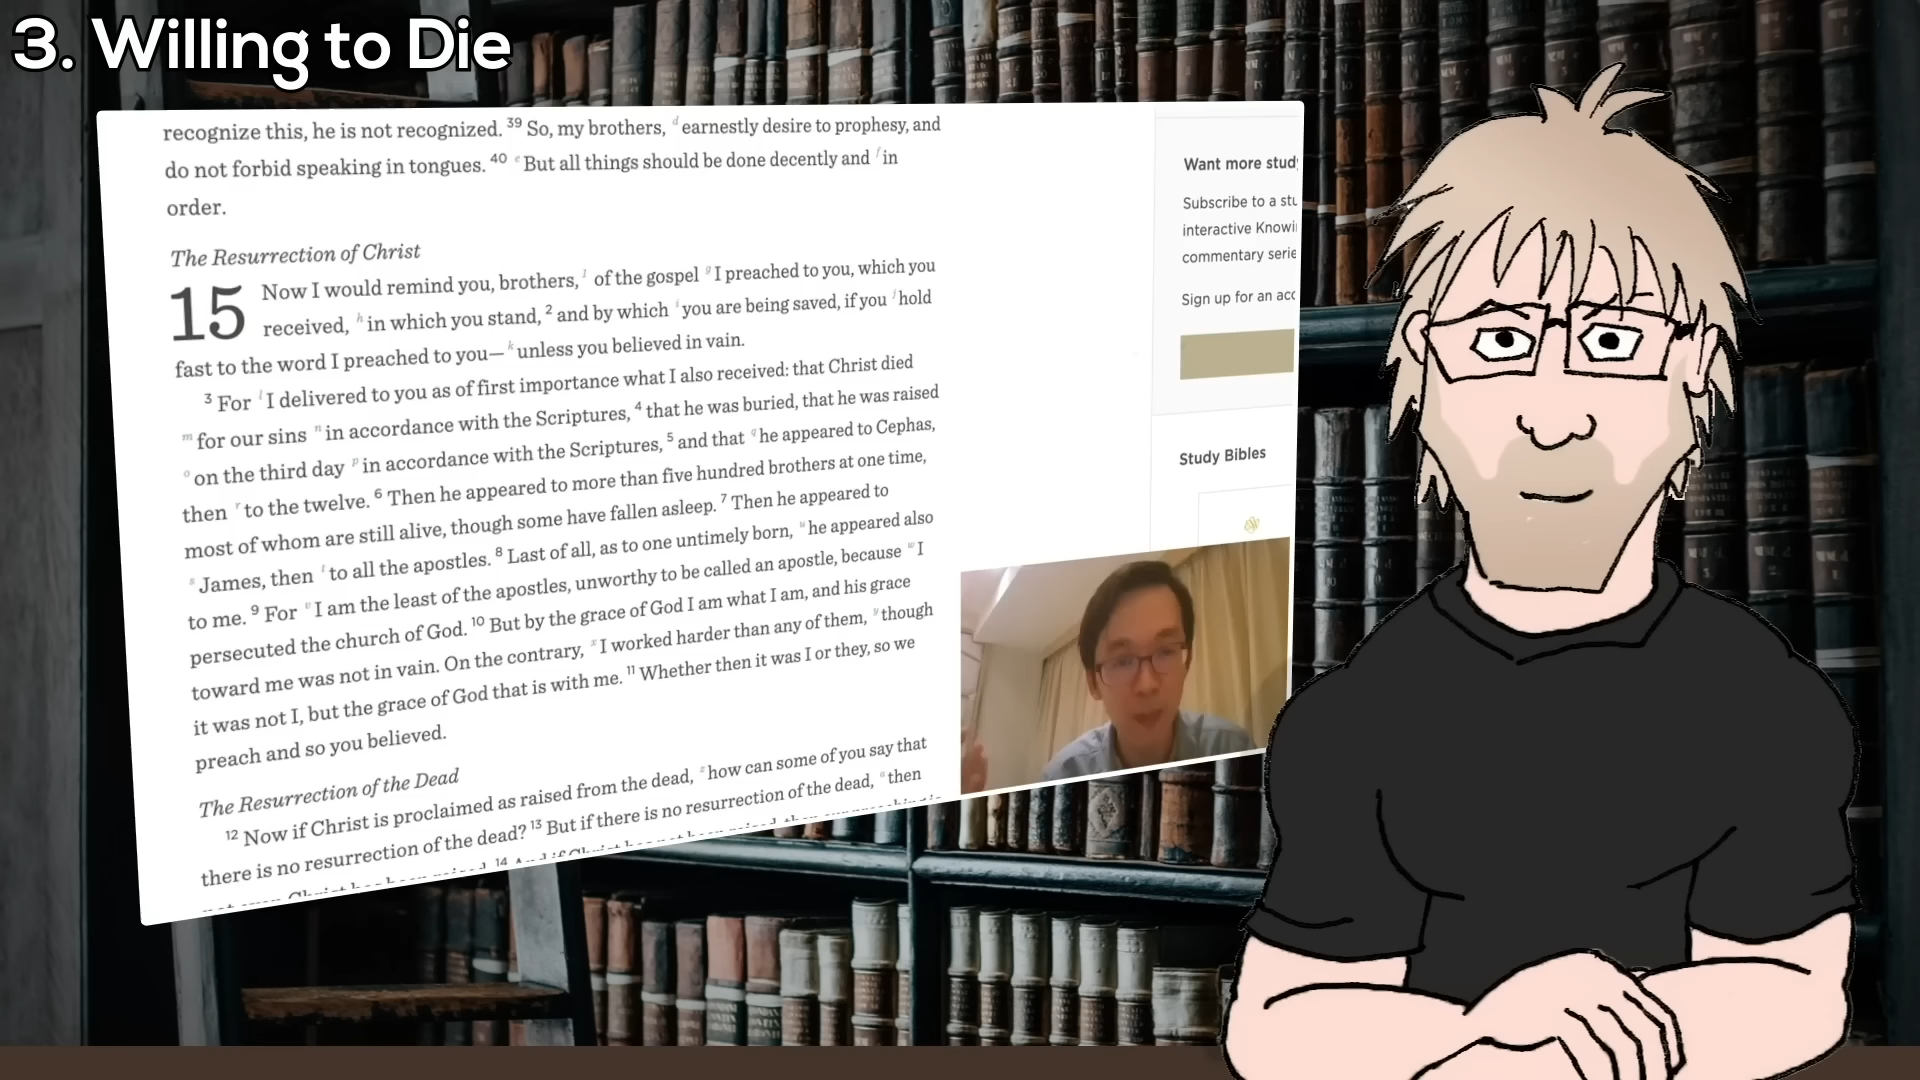 3. Willing to Die
recognize this, he is not recognized. 39 So, my brothers, d earnestly desire to prophesy, and
do not forbid speaking in tongues. 40 e But all things should be done decently and f in
order.
The Resurrection of Christ
15 Now I would remind you, brothers, of the gospel g I preached to you, which you
received, h in which you stand, 2 and by which i you are being saved, if you j hold
fast to the word I preached to you— k unless you believed in vain.
3 For l I delivered to you as of first importance what I also received: that Christ died
m for our sins n in accordance with the Scriptures, 4 that he was buried, that he was raised
o on the third day p in accordance with the Scriptures, 5 and that q he appeared to Cephas,
then r to the twelve. 6 Then he appeared to more than five hundred brothers at one time,
most of whom are still alive, though some have fallen asleep. 7 Then he appeared to
s James, then t to all the apostles. 8 Last of all, as to one untimely born, u he appeared also
to me. 9 For v I am the least of the apostles, unworthy to be called an apostle, because w I
persecuted the church of God. 10 But by the grace of God I am what I am, and his grace
toward me was not in vain. On the contrary, x I worked harder than any of them, y though
it was not I, but the grace of God that is with me. 11 Whether then it was I or they, so we
preach and so you believed.
The Resurrection of the Dead
12 Now if Christ is proclaimed as raised from the dead, z how can some of you say that
there is no resurrection of the dead? 13 But if there is no resurrection of the dead, a then
14
Want more stud
Subscribe to a stu
interactive Knowi
commentary serie
Sign up for an acc
Study Bibles